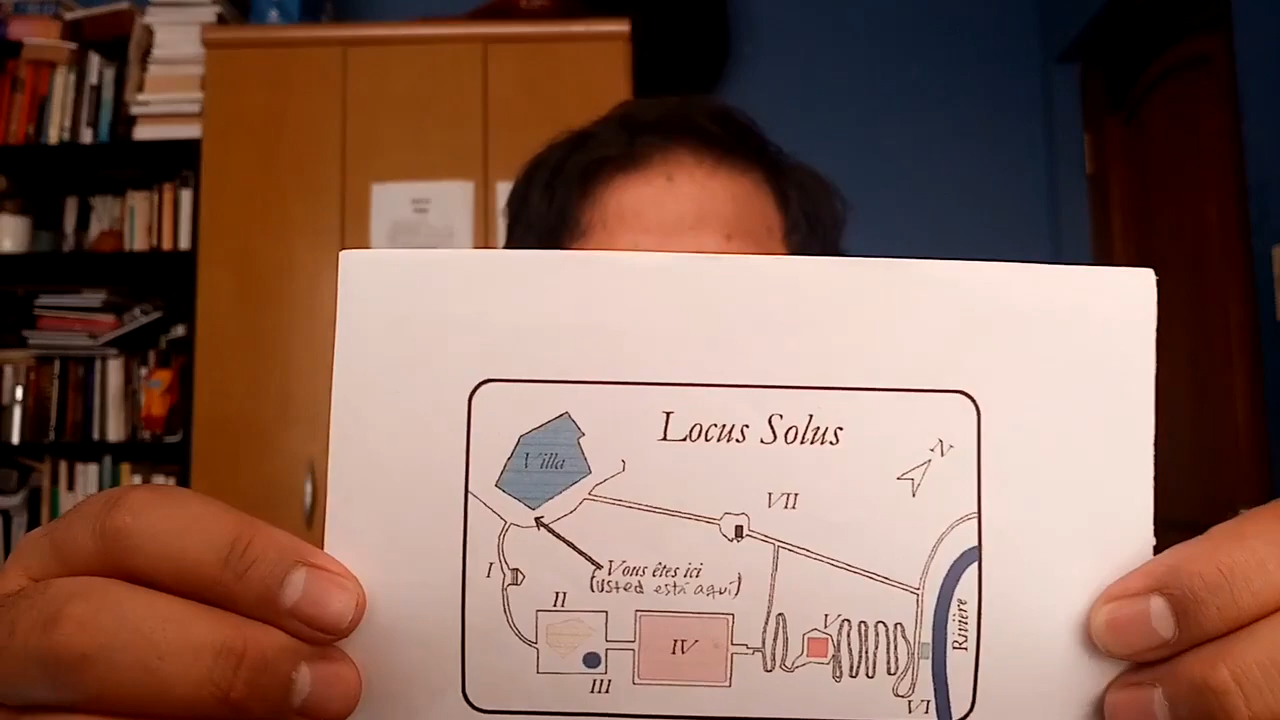 Locus Solus
Villa
N
VII
Vous êtes ici
(usted está aquí)
I
II
III
IV
V
VI
Rivière